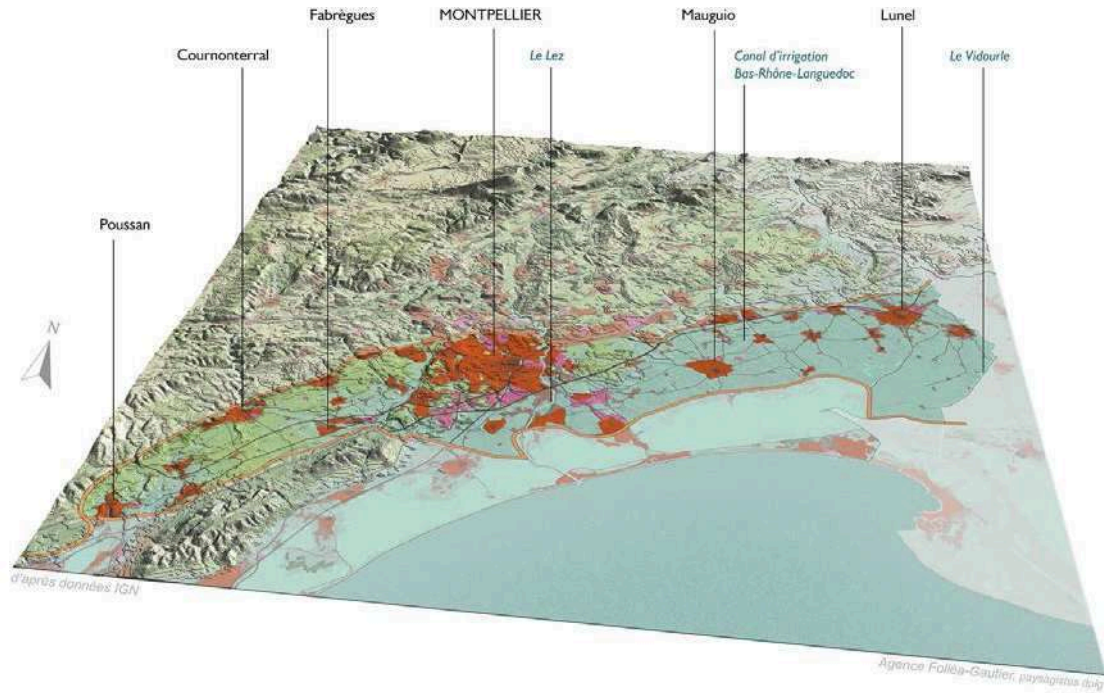 Fabrègues
MONTPELLIER
Mauguio
Lunel
Cournonterral
Le Lez
Canal d'irrigation
Bas-Rhône-Languedoc
Le Vidourle
Poussan
N
d'après données IGN
Agence Folléa-Gautier, paysagistes dplg